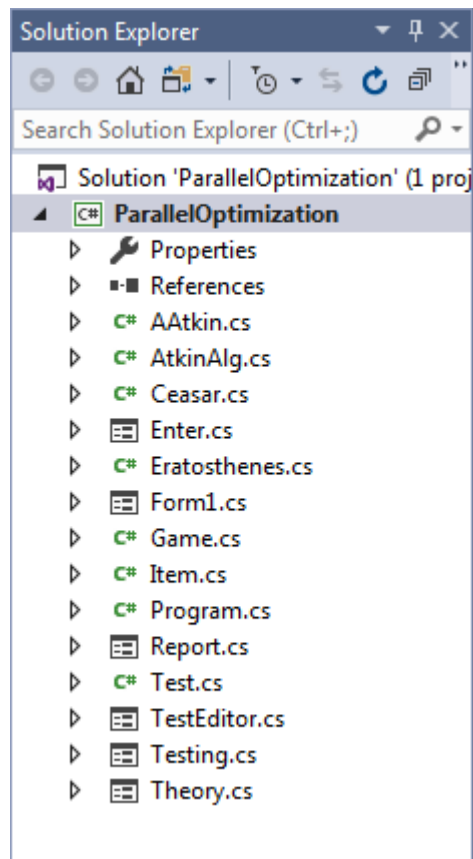 Solution Explorer
Search Solution Explorer (Ctrl+;)
Solution 'ParallelOptimization' (1 proj
C# ParallelOptimization
Properties
References
C# AAtkin.cs
C# AtkinAlg.cs
C# Ceasar.cs
Enter.cs
C# Eratosthenes.cs
Form1.cs
C# Game.cs
C# Item.cs
C# Program.cs
Report.cs
C# Test.cs
TestEditor.cs
Testing.cs
Theory.cs